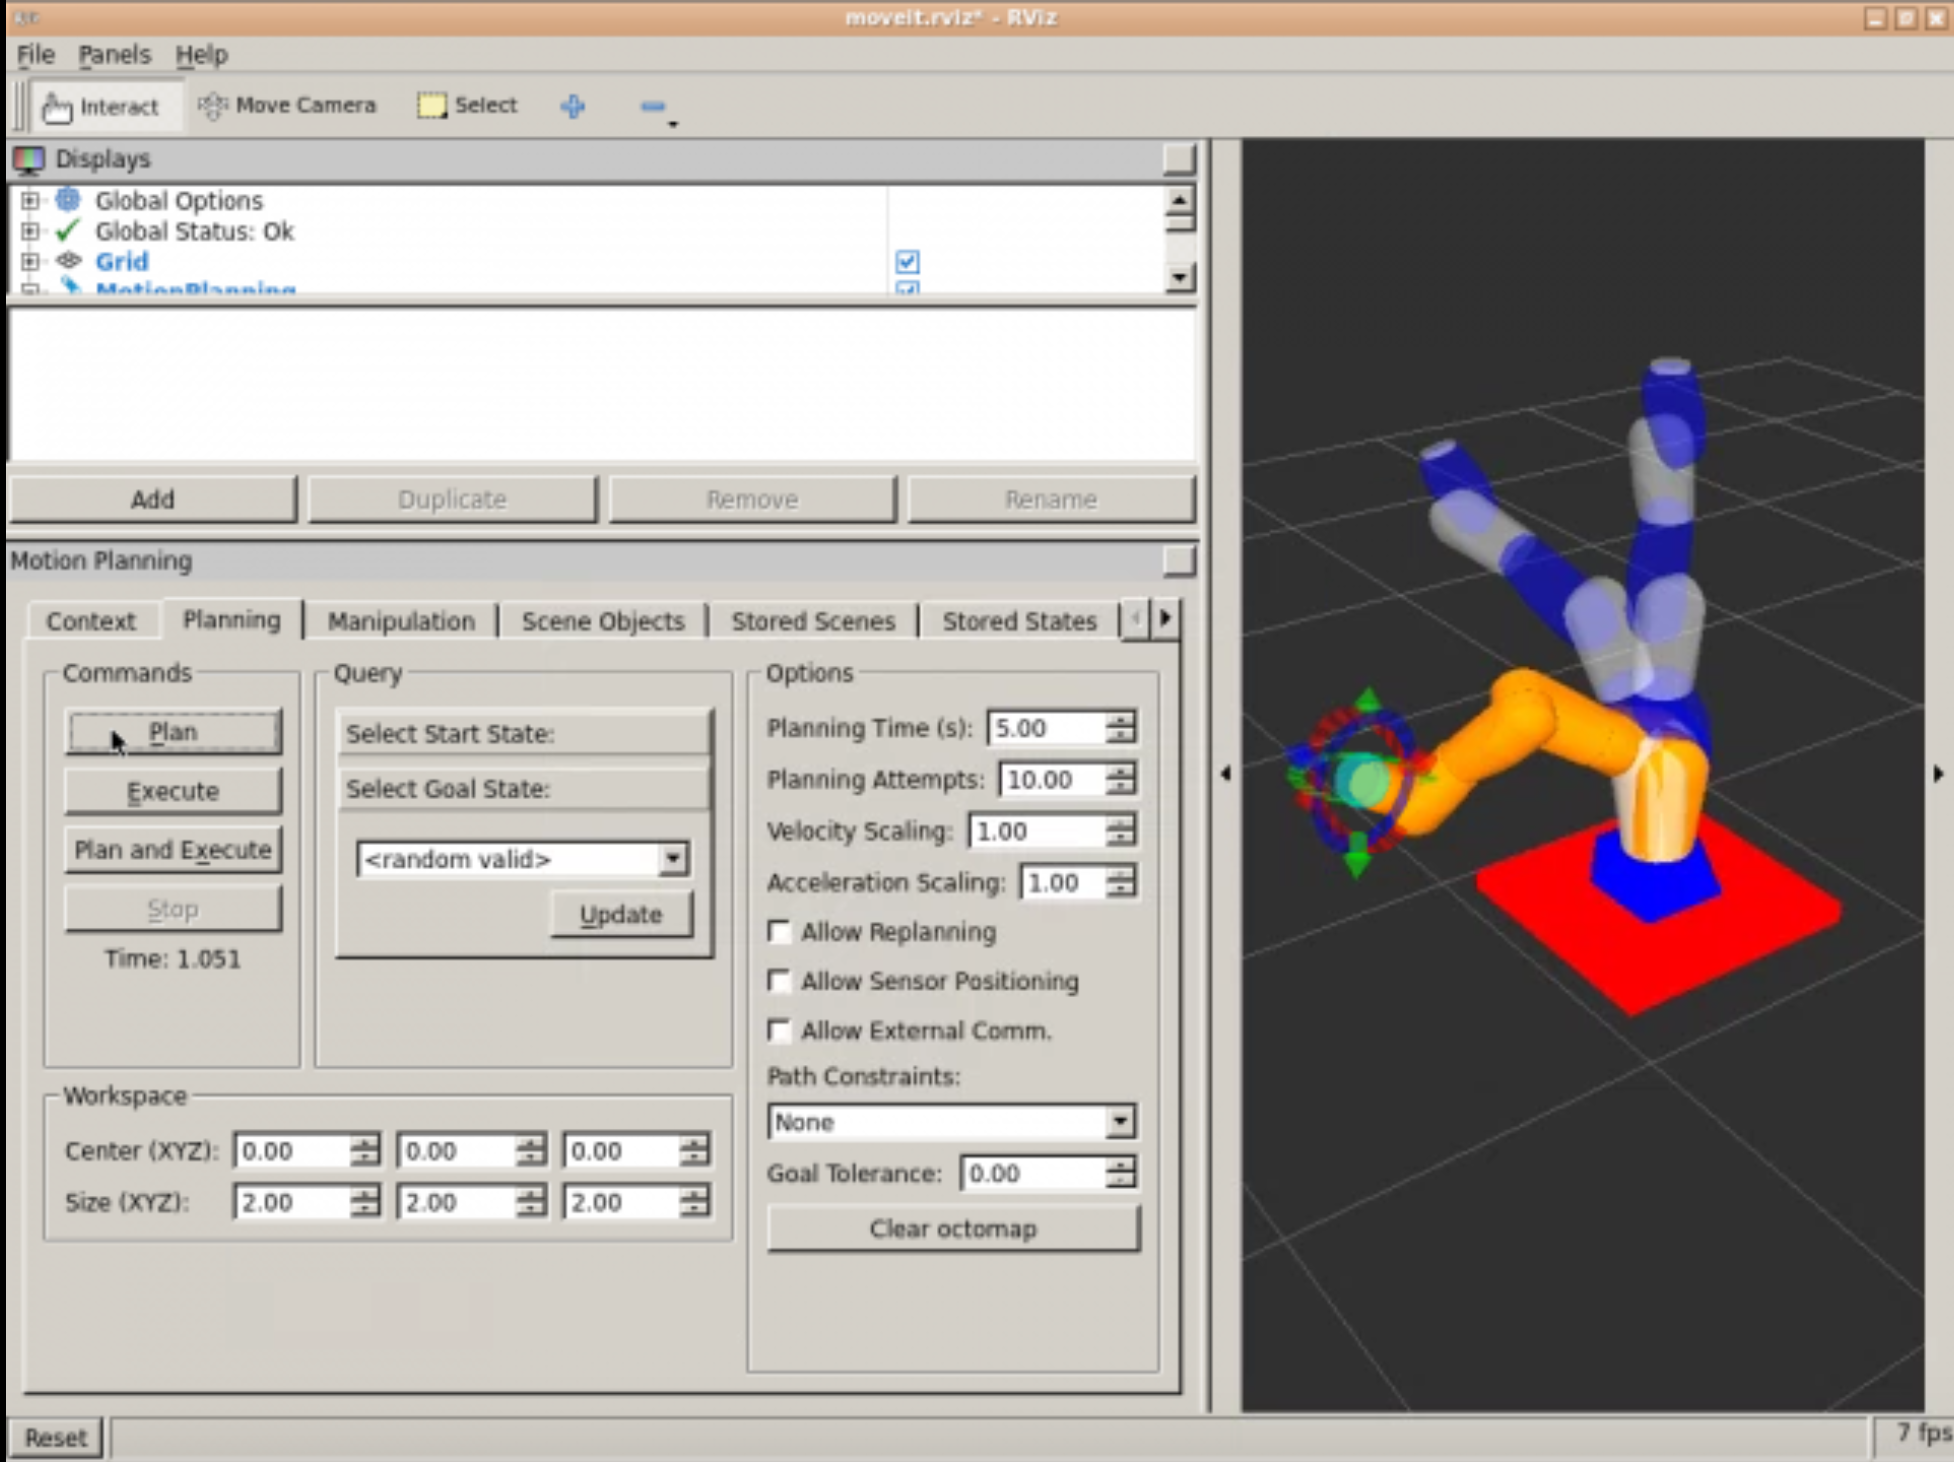 moveit.rviz* - RViz
File Panels Help
Interact Move Camera Select
Displays
Global Options
Global Status: Ok
Grid
MotionPlanning
Add Duplicate Remove Rename
Motion Planning
Context Planning Manipulation Scene Objects Stored Scenes Stored States
Commands
Plan
Execute
Plan and Execute
Stop
Time: 1.051
Query
Select Start State:
Select Goal State:
<random valid>
Update
Options
Planning Time (s): 5.00
Planning Attempts: 10.00
Velocity Scaling: 1.00
Acceleration Scaling: 1.00
Allow Replanning
Allow Sensor Positioning
Allow External Comm.
Path Constraints:
None
Goal Tolerance: 0.00
Clear octomap
Workspace
Center (XYZ): 0.00 0.00 0.00
Size (XYZ): 2.00 2.00 2.00
Reset
7 fps